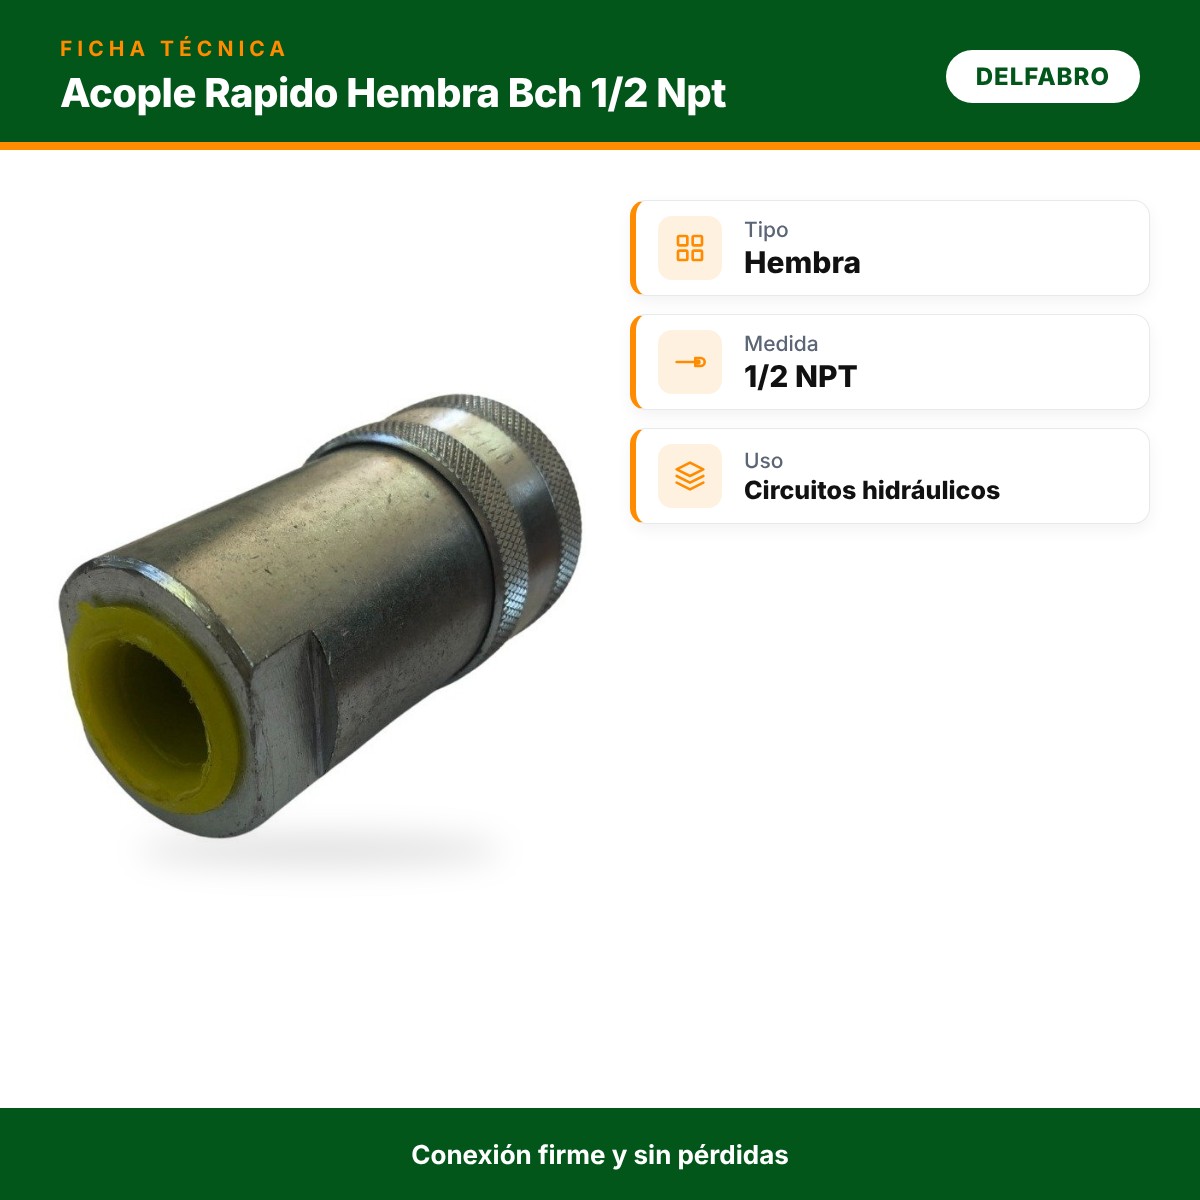 FICHA TÉCNICA
Acople Rapido Hembra Bch 1/2 Npt
DELFABRO
Tipo
Hembra
Medida
1/2 NPT
Uso
Circuitos hidráulicos
Conexión firme y sin pérdidas